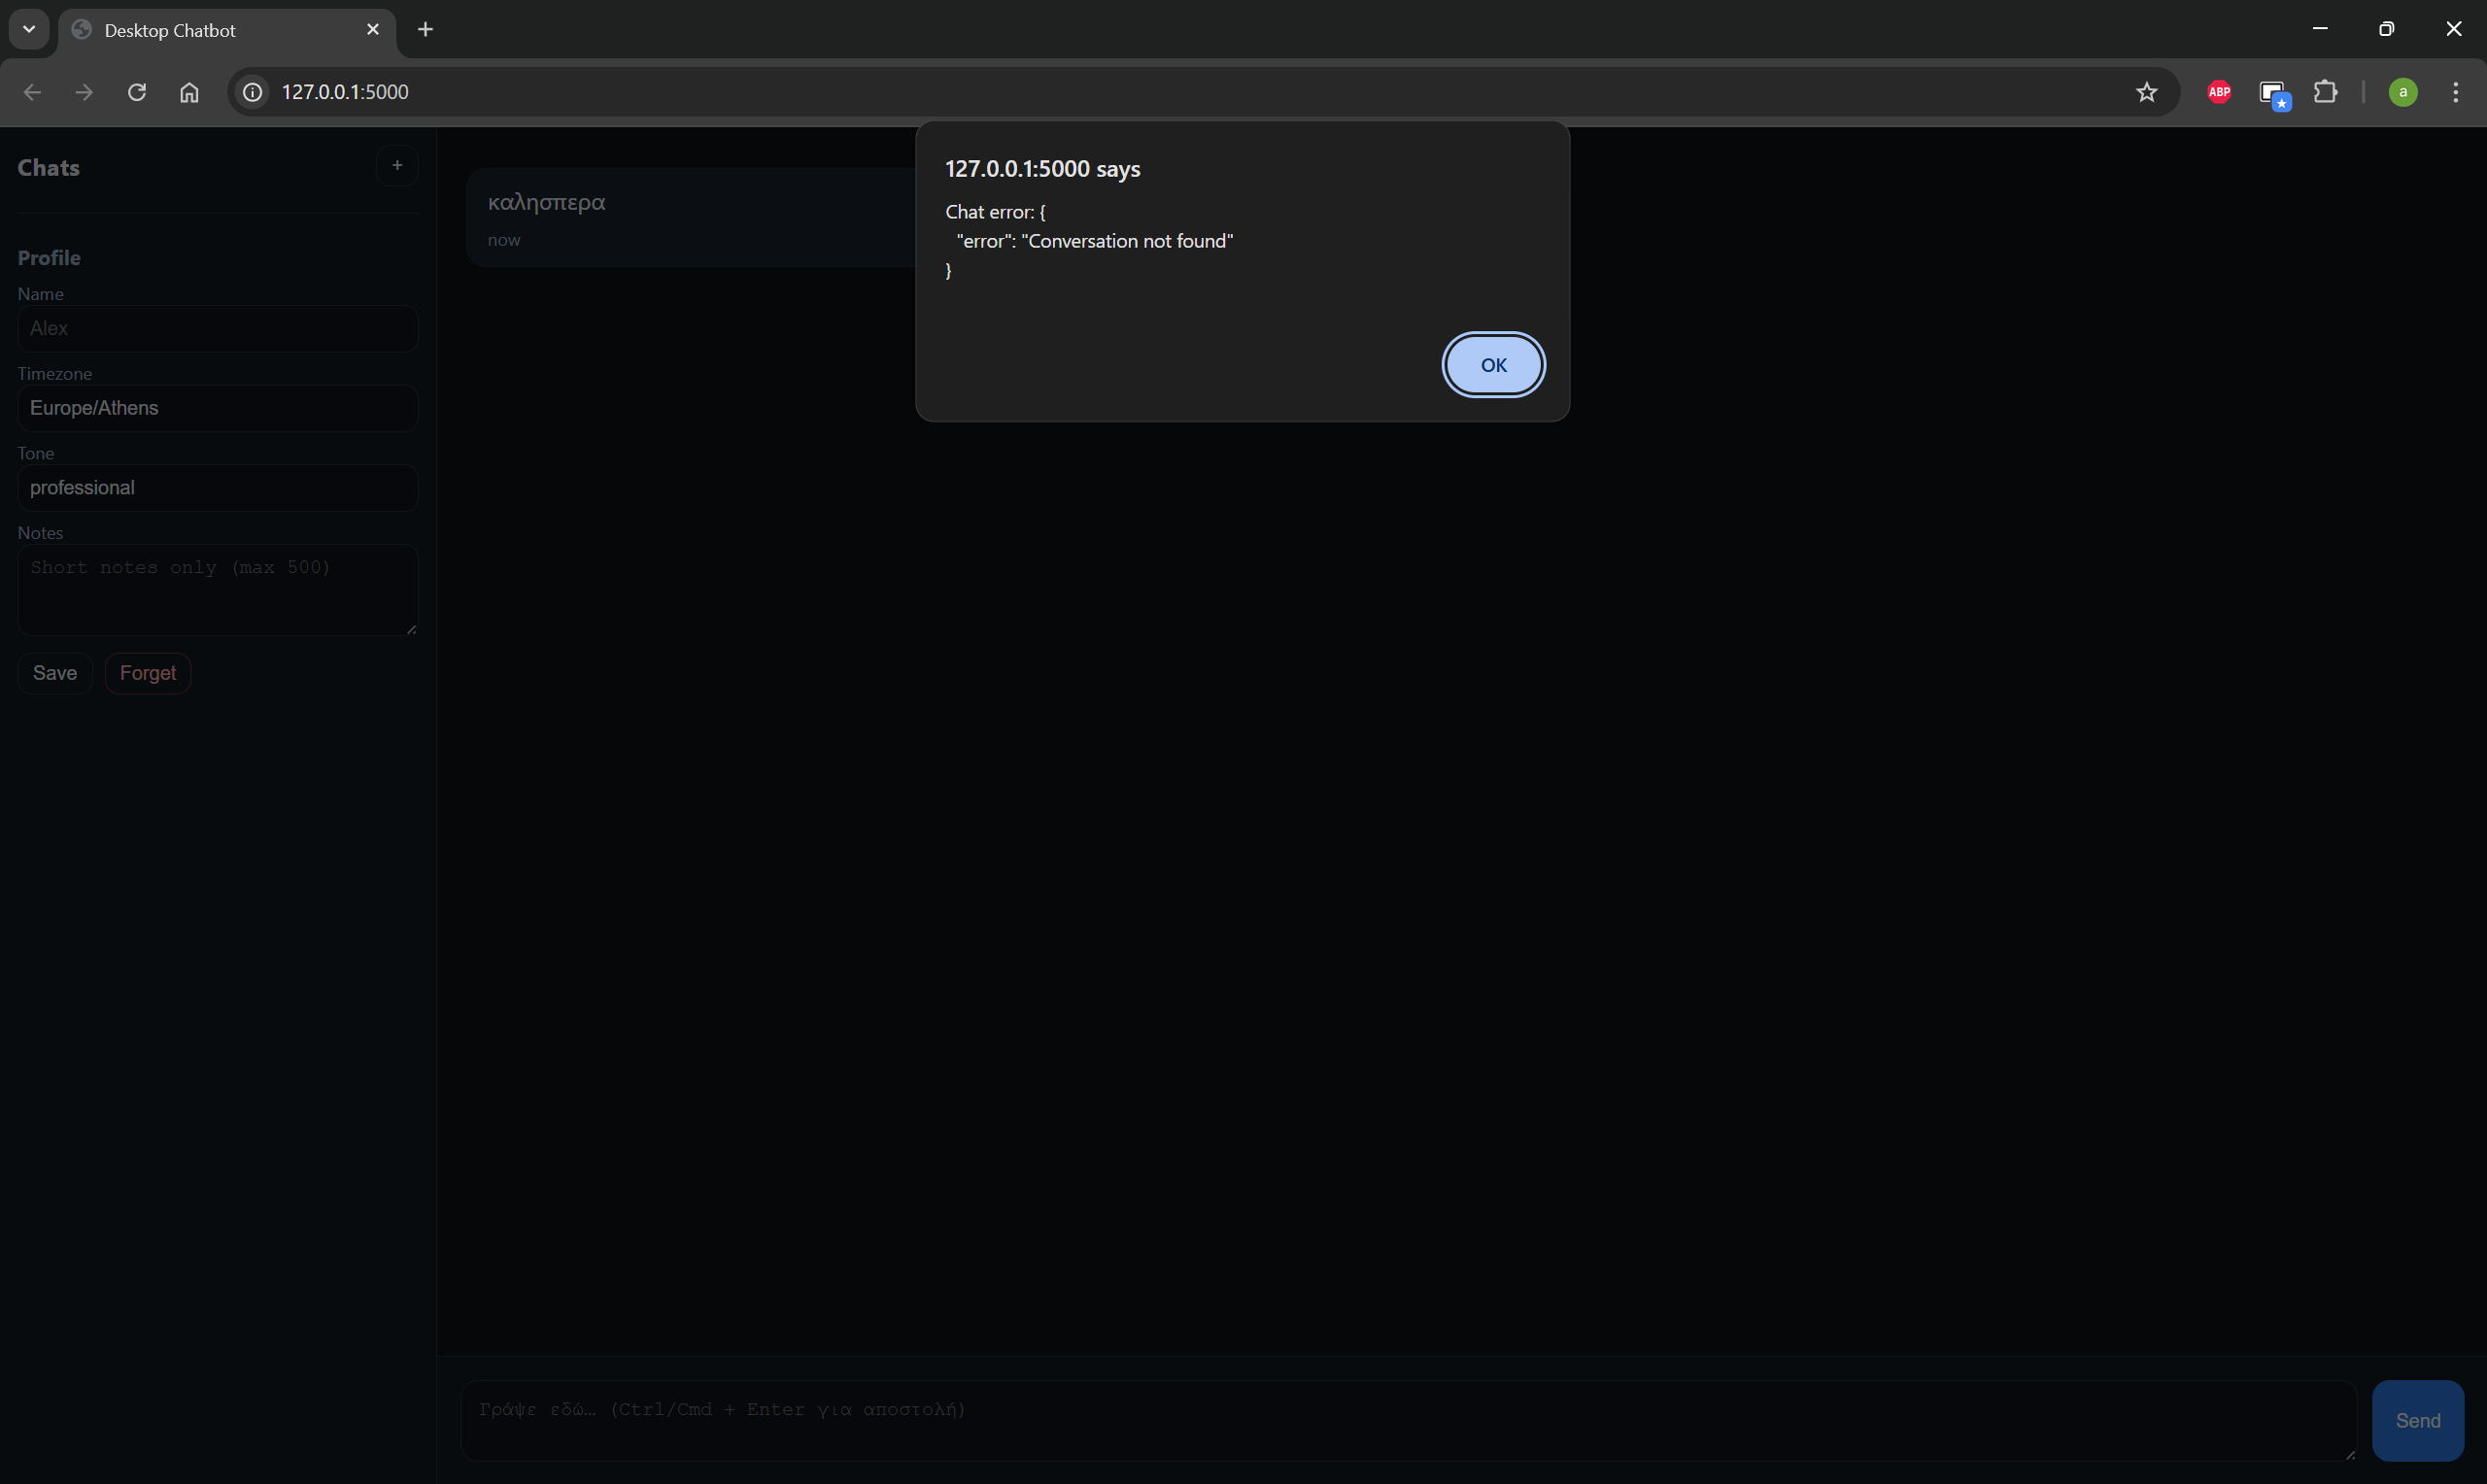 Desktop Chatbot
127.0.0.1:5000
ABP
a
Chats
+
Profile
Name
Alex
Timezone
Europe/Athens
Tone
professional
Notes
Short notes only (max 500)
Save
Forget
καλησπερα
now
127.0.0.1:5000 says
Chat error: {
"error": "Conversation not found"
}
OK
Γράψε εδώ… (Ctrl/Cmd + Enter για αποστολή)
Send